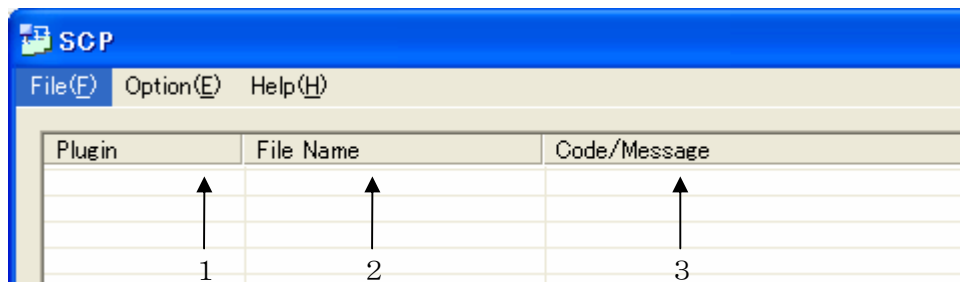 SCP
File(F) Option(E) Help(H)
Plugin File Name Code/Message
1 2 3